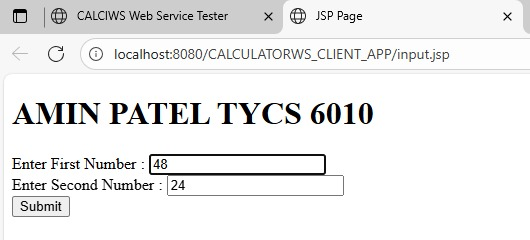 CALCIWS Web Service Tester
JSP Page
localhost:8080/CALCULATORWS_CLIENT_APP/input.jsp
AMIN PATEL TYCS 6010
Enter First Number : 48
Enter Second Number : 24
Submit